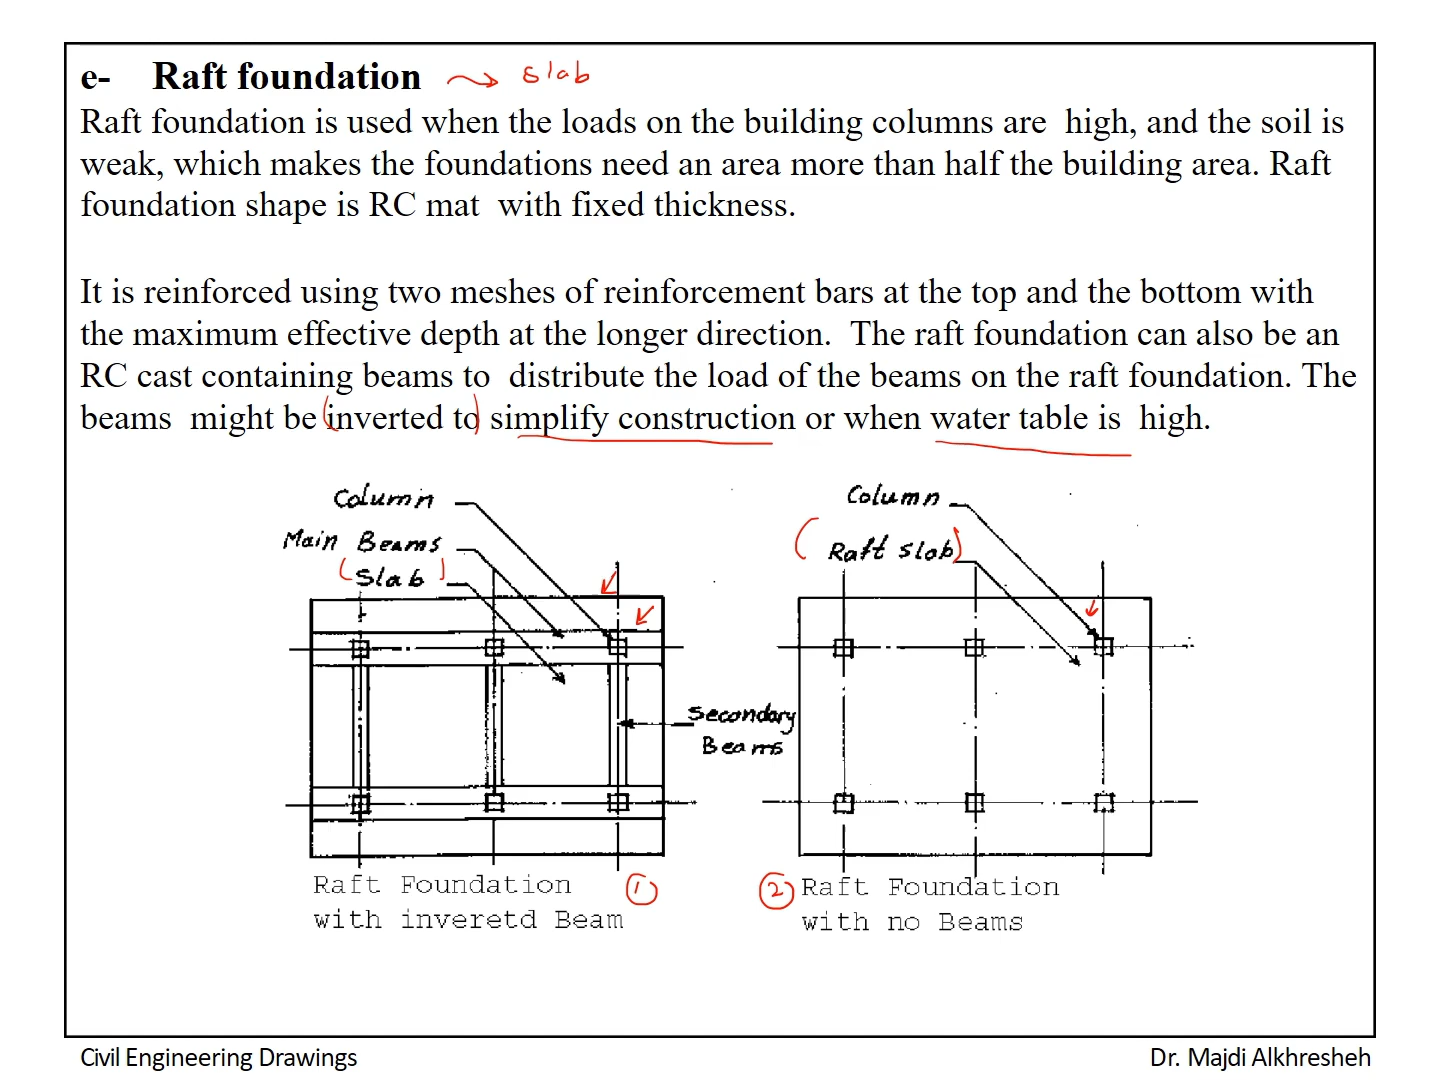 e- Raft foundation slab
Raft foundation is used when the loads on the building columns are high, and the soil is
weak, which makes the foundations need an area more than half the building area. Raft
foundation shape is RC mat with fixed thickness.
It is reinforced using two meshes of reinforcement bars at the top and the bottom with
the maximum effective depth at the longer direction. The raft foundation can also be an
RC cast containing beams to distribute the load of the beams on the raft foundation. The
beams might be (inverted to) simplify construction or when water table is high.
Column
Main Beams
(Slab)
Secondary
Beams
Raft Foundation
with inveretd Beam
1
Column
(Raft slab)
2
Raft Foundation
with no Beams
Civil Engineering Drawings
Dr. Majdi Alkhresheh